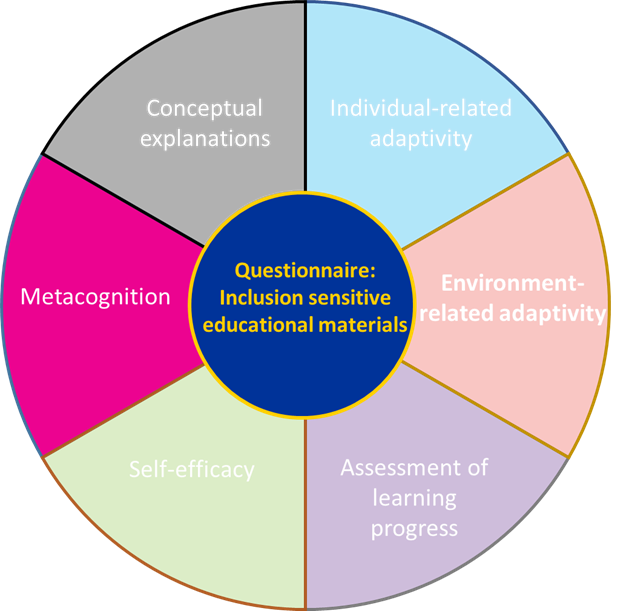 Conceptual
explanations
Individual-related
adaptivity
Environment-
related adaptivity
Assessment of
learning
progress
Self-efficacy
Metacognition
Questionnaire:
Inclusion sensitive
educational materials